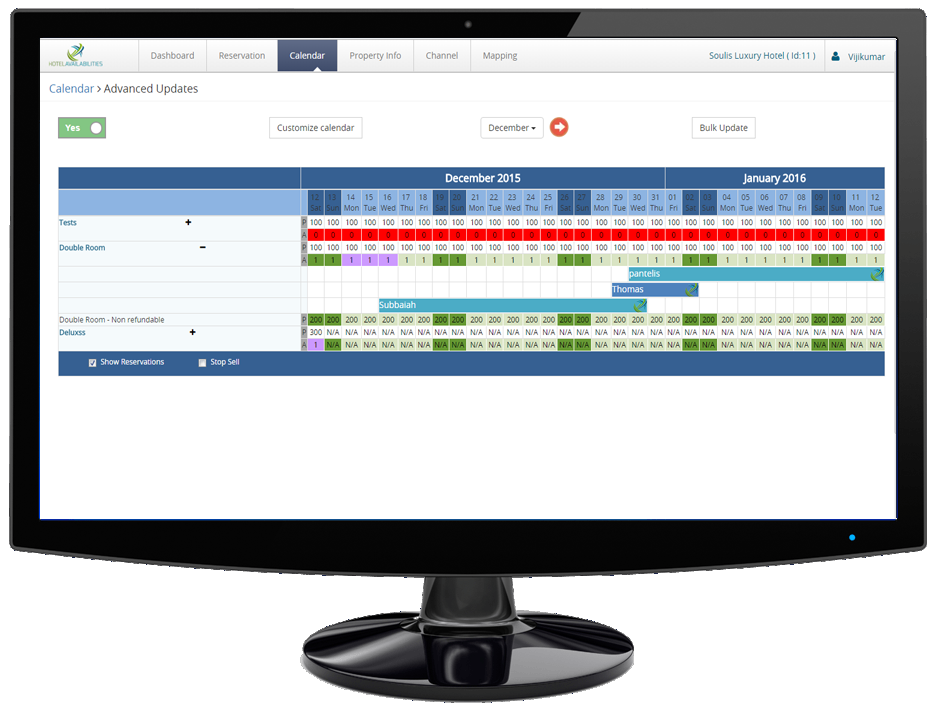 HOTELAVAILABILITIES
Dashboard Reservation Calendar Property Info Channel Mapping Soulis Luxury Hotel ( Id:11 ) Vijikumar
Calendar > Advanced Updates
Yes Customize calendar December Bulk Update
December 2015 January 2016
12 13 14 15 16 17 18 19 20 21 22 23 24 25 26 27 28 29 30 31 01 02 03 04 05 06 07 08 09 10 11 12
Sat Sun Mon Tue Wed Thu Fri Sat Sun Mon Tue Wed Thu Fri Sat Sun Mon Tue Wed Thu Fri Sat Sun Mon Tue Wed Thu Fri Sat Sun Mon Tue
Tests + P 100 100 100 100 100 100 100 100 100 100 100 100 100 100 100 100 100 100 100 100 100 100 100 100 100 100 100 100 100 100 100 100
A 0 0 0 0 0 0 0 0 0 0 0 0 0 0 0 0 0 0 0 0 0 0 0 0 0 0 0 0 0 0 0 0
Double Room − P 100 100 100 100 100 100 100 100 100 100 100 100 100 100 100 100 100 100 100 100 100 100 100 100 100 100 100 100 100 100 100 100
A 1 1 1 1 1 1 1 1 1 1 1 1 1 1 1 1 1 1 1 1 1 1 1 1 1 1 1 1 1 1 1 1
pantelis
Thomas
Subbaiah
Double Room - Non refundable P 200 200 200 200 200 200 200 200 200 200 200 200 200 200 200 200 200 200 200 200 200 200 200 200 200 200 200 200 200 200 200 200
Deluxss + P 300 N/A N/A N/A N/A N/A N/A N/A N/A N/A N/A N/A N/A N/A N/A N/A N/A N/A N/A N/A N/A N/A N/A N/A N/A N/A N/A N/A N/A N/A N/A N/A
A 1 N/A N/A N/A N/A N/A N/A N/A N/A N/A N/A N/A N/A N/A N/A N/A N/A N/A N/A N/A N/A N/A N/A N/A N/A N/A N/A N/A N/A N/A N/A N/A
Show Reservations Stop Sell